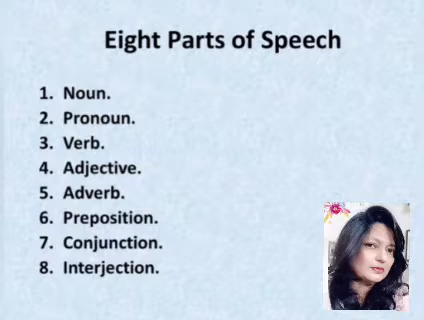 Eight Parts of Speech
1. Noun.
2. Pronoun.
3. Verb.
4. Adjective.
5. Adverb.
6. Preposition.
7. Conjunction.
8. Interjection.